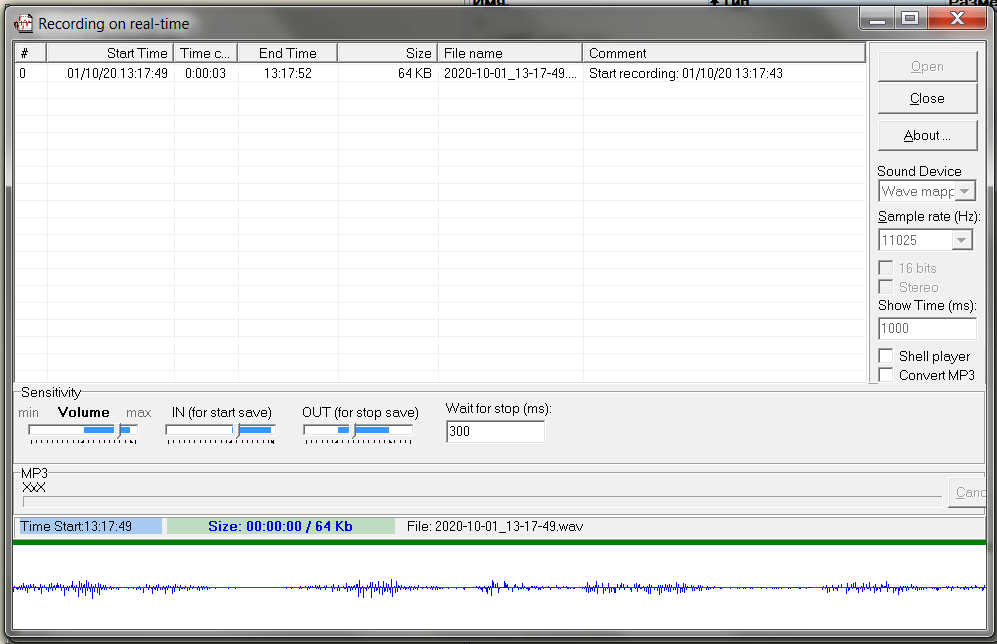 Имя.
Тип
Разме
Recording on real-time
# Start Time Time c... End Time Size File name Comment
0 01/10/20 13:17:49 0:00:03 13:17:52 64 KB 2020-10-01_13-17-49.... Start recording: 01/10/20 13:17:43
Open
Close
About ...
Sound Device
Wave mapp
Sample rate (Hz):
11025
16 bits
Stereo
Show Time (ms):
1000
Shell player
Convert MP3
Sensitivity
min Volume max IN (for start save) OUT (for stop save) Wait for stop (ms):
300
MP3
XxX
Canc
Time Start:13:17:49 Size: 00:00:00 / 64 Kb File: 2020-10-01_13-17-49.wav